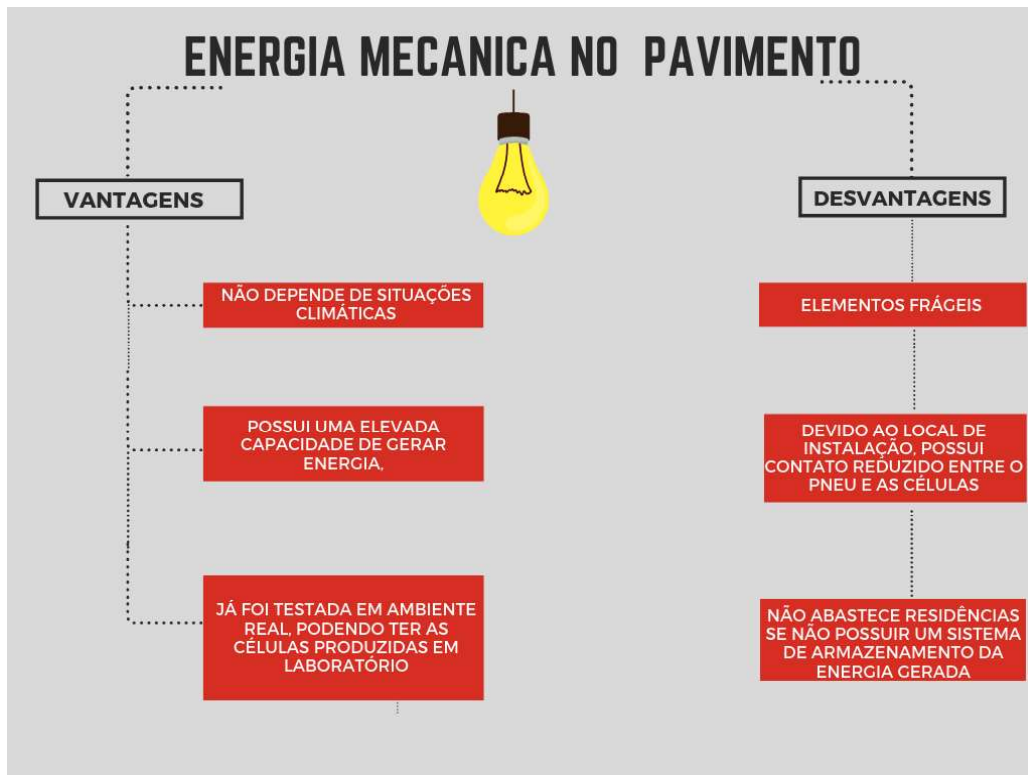 ENERGIA MECANICA NO PAVIMENTO
VANTAGENS
NÃO DEPENDE DE SITUAÇÕES
CLIMÁTICAS
POSSUI UMA ELEVADA
CAPACIDADE DE GERAR
ENERGIA,
JÁ FOI TESTADA EM AMBIENTE
REAL, PODENDO TER AS
CÉLULAS PRODUZIDAS EM
LABORATÓRIO
DESVANTAGENS
ELEMENTOS FRÁGEIS
DEVIDO AO LOCAL DE
INSTALAÇÃO, POSSUI
CONTATO REDUZIDO ENTRE O
PNEU E AS CÉLULAS
NÃO ABASTECE RESIDÊNCIAS
SE NÃO POSSUIR UM SISTEMA
DE ARMAZENAMENTO DA
ENERGIA GERADA